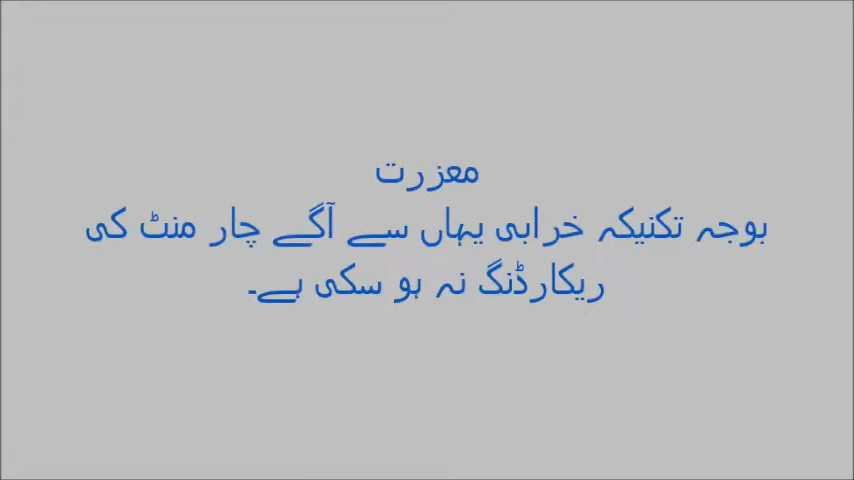 معزرت
بوجہ تکنیکہ خرابی یہاں سے آگے چار منٹ کی
ریکارڈنگ نہ ہو سکی ہے۔